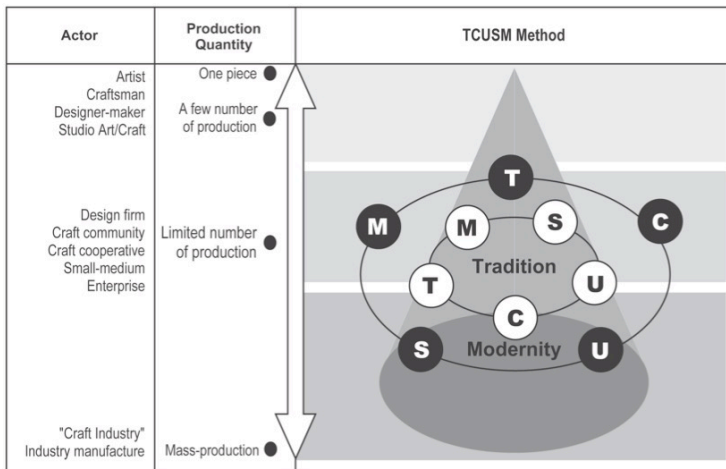 Actor
Production
Quantity
TCUSM Method
Artist
Craftsman
Designer-maker
Studio Art/Craft
One piece
A few number
of production
Design firm
Craft community
Craft cooperative
Small-medium
Enterprise
Limited number
of production
"Craft Industry"
Industry manufacture
Mass-production
T
M
C
M
S
Tradition
T
U
C
S
Modernity
U